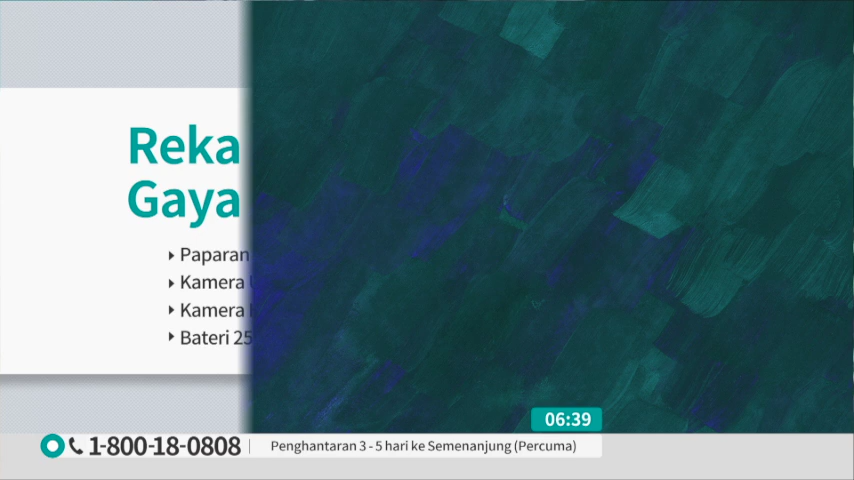 Reka
Gaya
Paparan
Kamera
Kamera
Bateri 25
06:39
1-800-18-0808
Penghantaran 3 - 5 hari ke Semenanjung (Percuma)